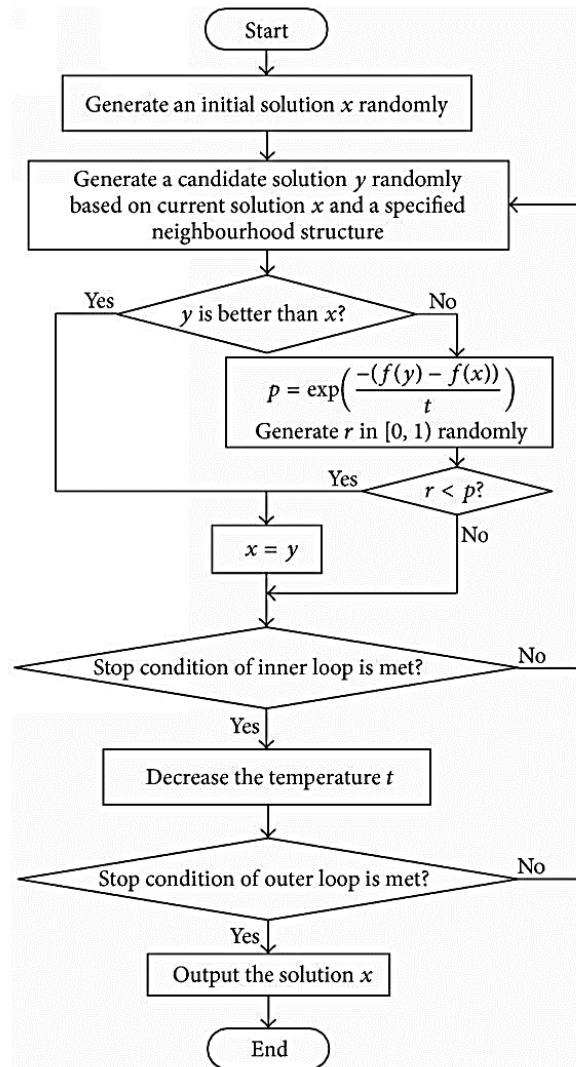 Start
Generate an initial solution x randomly
Generate a candidate solution y randomly
based on current solution x and a specified
neighbourhood structure
Yes
y is better than x?
No
p = exp(−(f(y) − f(x))/t)
Generate r in [0, 1) randomly
Yes
r < p?
No
x = y
Stop condition of inner loop is met?
No
Yes
Decrease the temperature t
Stop condition of outer loop is met?
No
Yes
Output the solution x
End